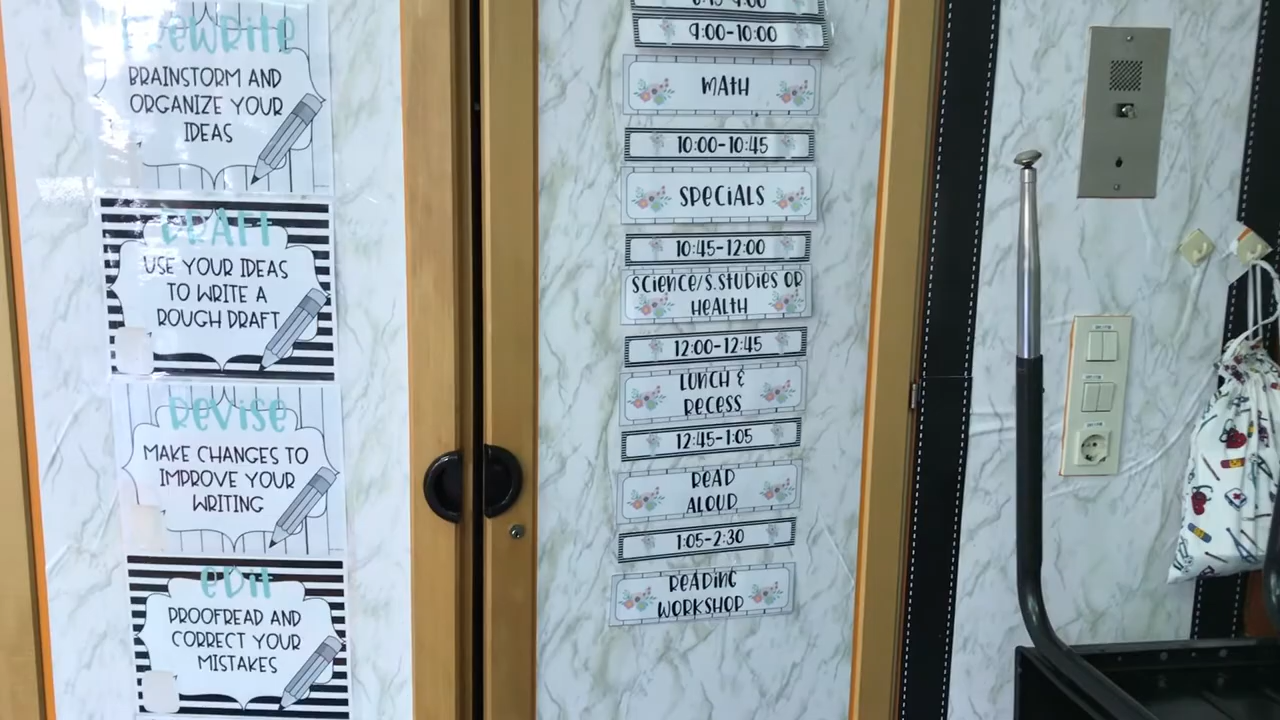 PREWRITE
BRAINSTORM AND
ORGANIZE YOUR
IDEAS
DRAFT
USE YOUR IDEAS
TO WRITE A
ROUGH DRAFT
REVISE
MAKE CHANGES TO
IMPROVE YOUR
WRITING
EDIT
PROOFREAD AND
CORRECT YOUR
MISTAKES
9:00-10:00
MATH
10:00-10:45
SPECIALS
10:45-12:00
SCIENCE/S.STUDIES OR
HEALTH
12:00-12:45
LUNCH &
RECESS
12:45-1:05
READ
ALOUD
1:05-2:30
READING
WORKSHOP